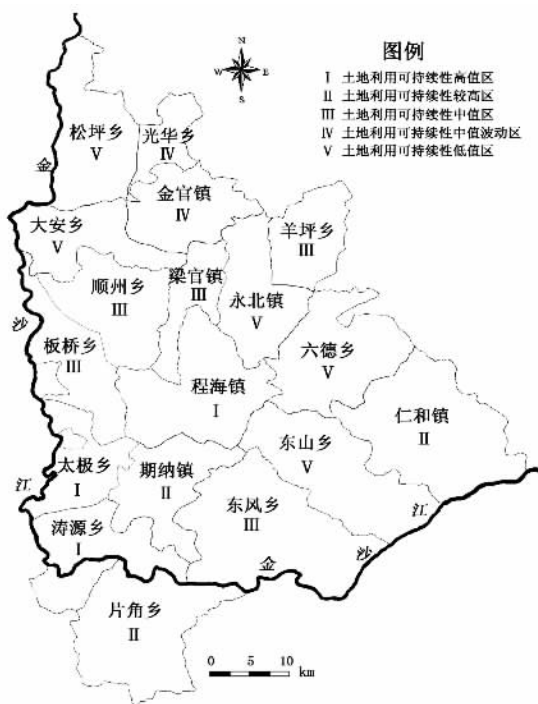 N
W E
S
图例
Ⅰ 土地利用可持续性高值区
Ⅱ 土地利用可持续性较高区
Ⅲ 土地利用可持续性中值区
Ⅳ 土地利用可持续性中值波动区
Ⅴ 土地利用可持续性低值区
松坪乡
Ⅴ
光华乡
Ⅳ
金
金官镇
Ⅳ
大安乡
Ⅴ
羊坪乡
Ⅲ
顺州乡
Ⅲ
梁官镇
Ⅲ
永北镇
Ⅴ
沙
板桥乡
Ⅲ
六德乡
Ⅴ
程海镇
Ⅰ
仁和镇
Ⅱ
东山乡
Ⅴ
太极乡
Ⅰ
期纳镇
Ⅱ
江
东风乡
Ⅲ
江
涛源乡
Ⅰ
沙
金
片角乡
Ⅱ
0 5 10
km